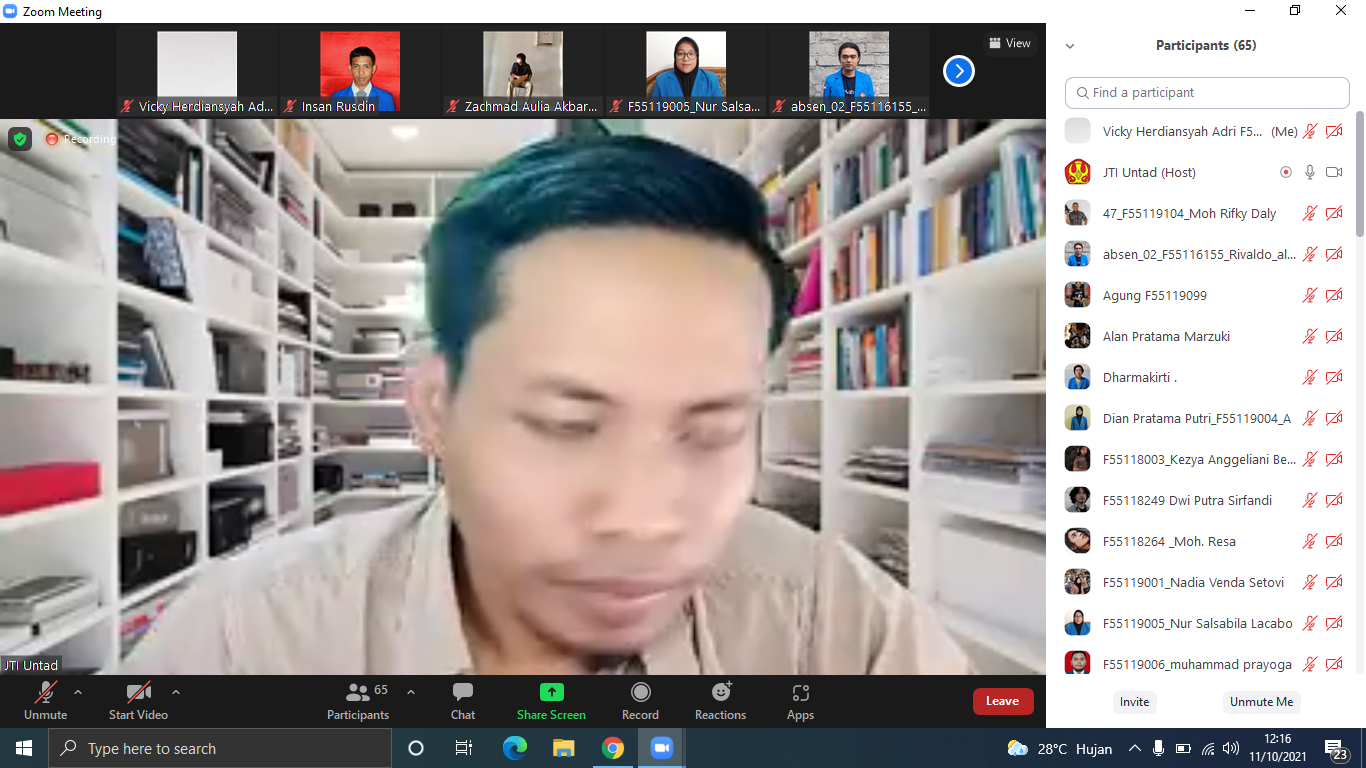 Zoom Meeting
Vicky Herdiansyah Ad...
Insan Rusdin
Zachmad Aulia Akbar...
F55119005_Nur Salsa...
absen_02_F55116155_...
View
Recording
JTI Untad
Participants (65)
Find a participant
Vicky Herdiansyah Adri F5... (Me)
JTI Untad (Host)
47_F55119104_Moh Rifky Daly
absen_02_F55116155_Rivaldo_al...
Agung F55119099
Alan Pratama Marzuki
Dharmakirti .
Dian Pratama Putri_F55119004_A
F55118003_Kezya Anggeliani Be...
F55118249 Dwi Putra Sirfandi
F55118264 _Moh. Resa
F55119001_Nadia Venda Setovi
F55119005_Nur Salsabila Lacabo
F55119006_muhammad prayoga
Invite
Unmute Me
Unmute
Start Video
65
Participants
Chat
Share Screen
Record
Reactions
Apps
Leave
Type here to search
28°C Hujan
12:16
11/10/2021
23